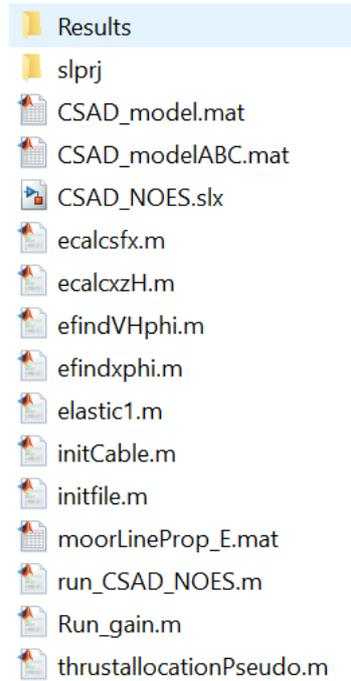 Results
slprj
CSAD_model.mat
CSAD_modelABC.mat
CSAD_NOES.slx
ecalcsfx.m
ecalcxzH.m
efindVHphi.m
efindxphi.m
elastic1.m
initCable.m
initfile.m
moorLineProp_E.mat
run_CSAD_NOES.m
Run_gain.m
thrustallocationPseudo.m